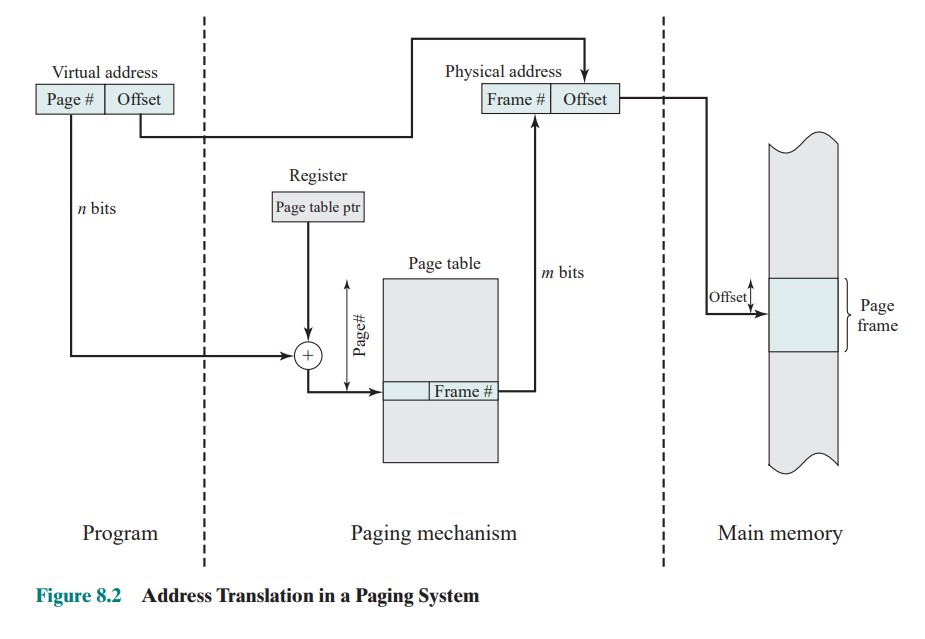 Virtual address
Page # Offset
Physical address
Frame # Offset
n bits
Register
Page table ptr
Page table
m bits
Page#
+
Frame #
Offset
Page
frame
Program
Paging mechanism
Main memory
Figure 8.2 Address Translation in a Paging System